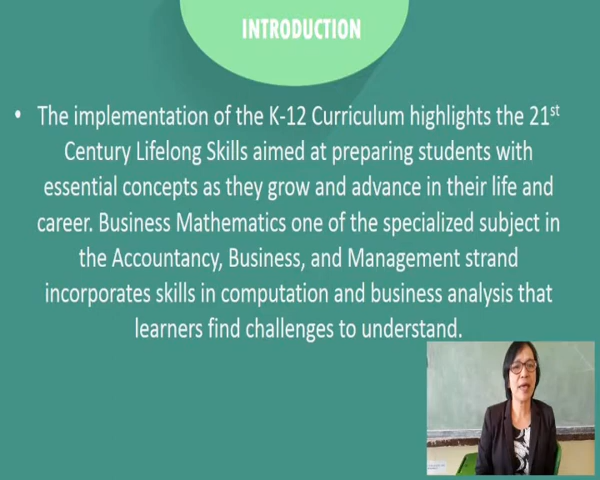 INTRODUCTION
• The implementation of the K-12 Curriculum highlights the 21st
Century Lifelong Skills aimed at preparing students with
essential concepts as they grow and advance in their life and
career. Business Mathematics one of the specialized subject in
the Accountancy, Business, and Management strand
incorporates skills in computation and business analysis that
learners find challenges to understand.